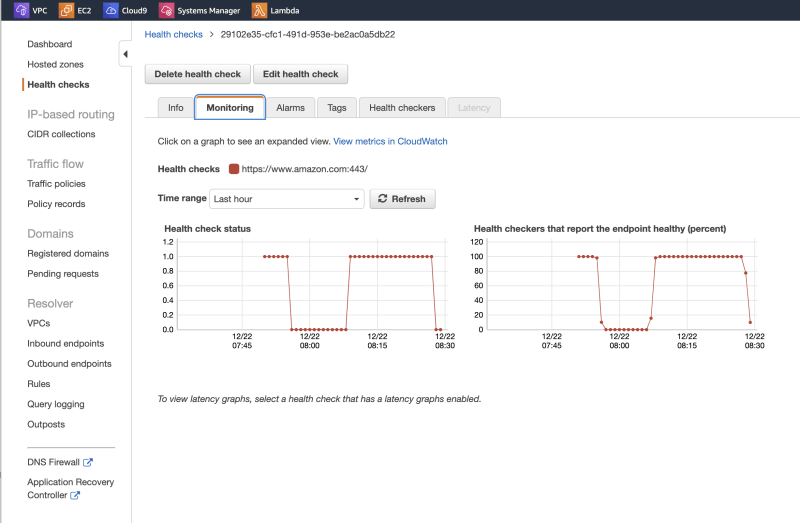 VPC EC2 Cloud9 Systems Manager Lambda
Health checks > 29102e35-cfc1-491d-953e-be2ac0a5db22
Dashboard
Hosted zones
Health checks
IP-based routing
CIDR collections
Traffic flow
Traffic policies
Policy records
Domains
Registered domains
Pending requests
Resolver
VPCs
Inbound endpoints
Outbound endpoints
Rules
Query logging
Outposts
DNS Firewall
Application Recovery
Controller
Delete health check Edit health check
Info Monitoring Alarms Tags Health checkers Latency
Click on a graph to see an expanded view. View metrics in CloudWatch
Health checks https://www.amazon.com:443/
Time range Last hour Refresh
Health check status
1.2
1.0
0.8
0.6
0.4
0.2
0.0
12/22 12/22 12/22 12/22
07:45 08:00 08:15 08:30
Health checkers that report the endpoint healthy (percent)
120
100
80
60
40
20
0
12/22 12/22 12/22 12/22
07:45 08:00 08:15 08:30
To view latency graphs, select a health check that has a latency graphs enabled.